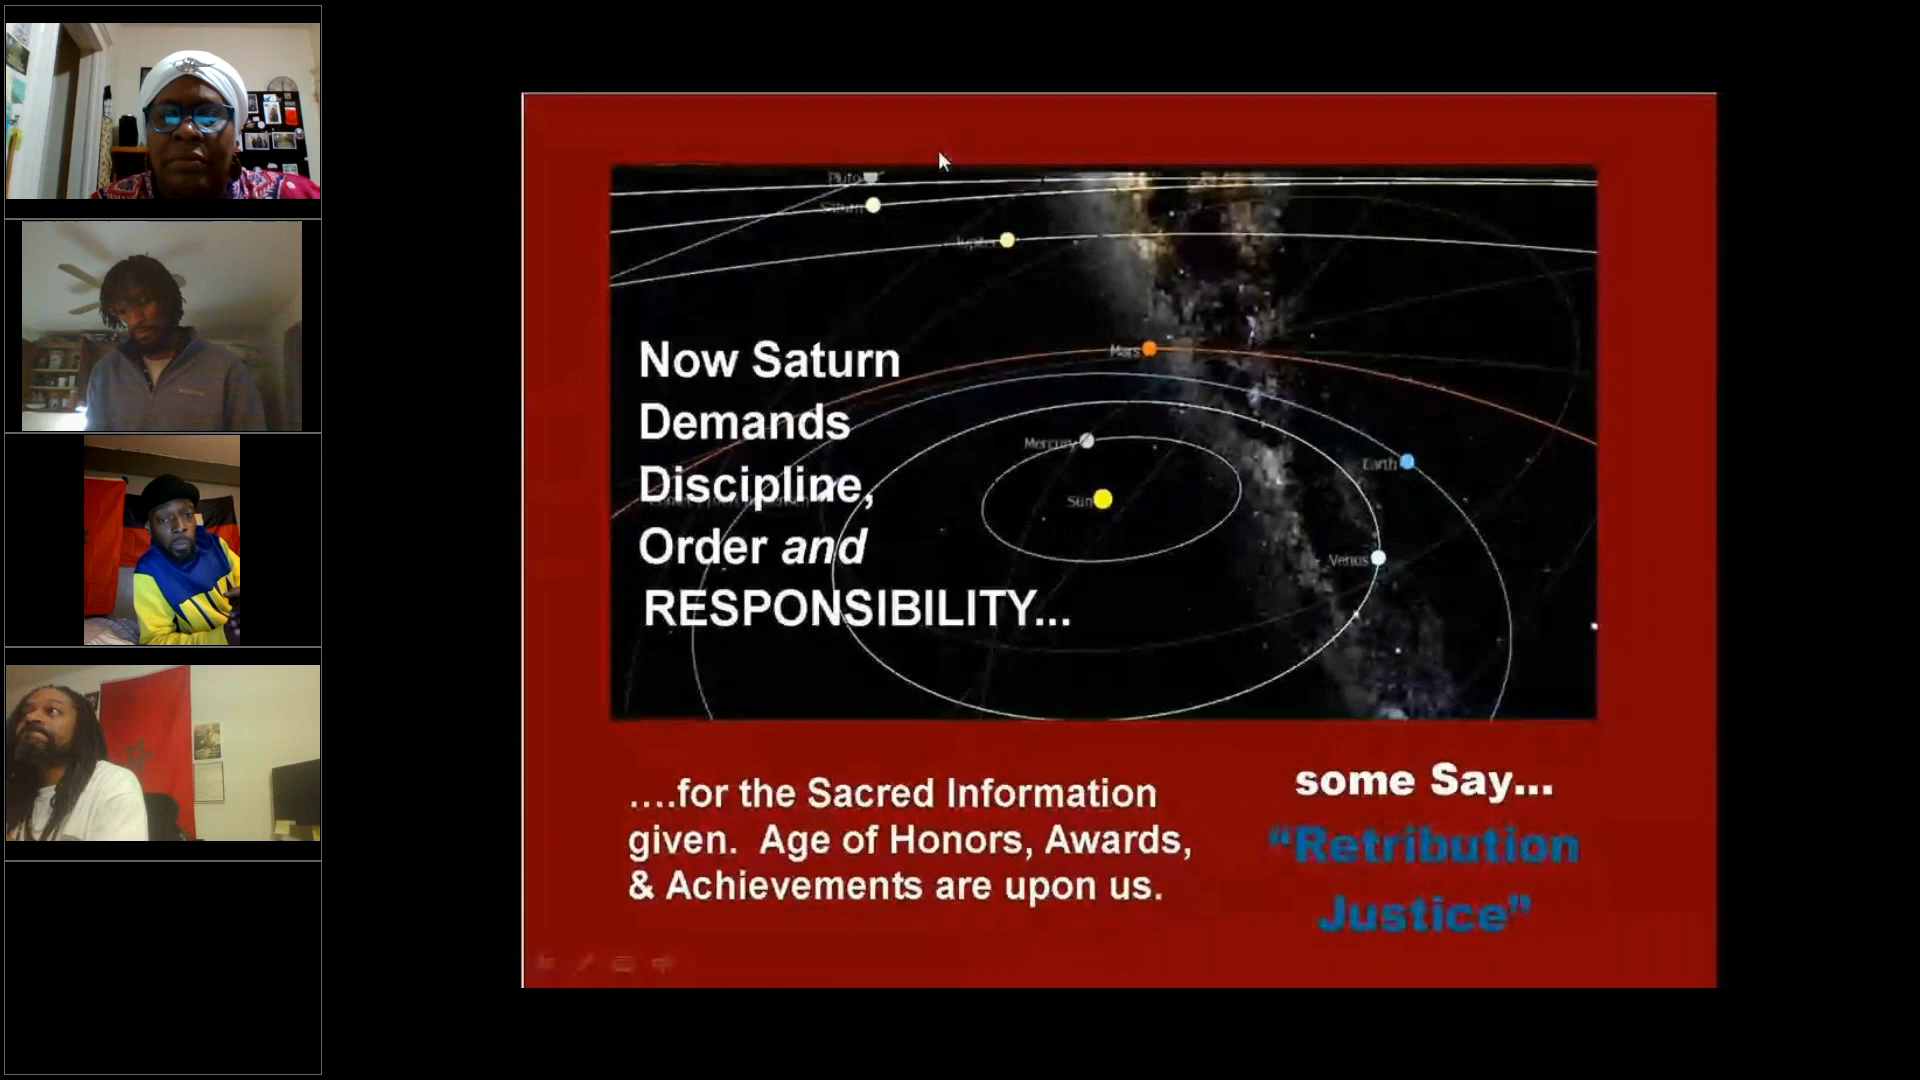 Pluto
Saturn
Jupiter
Now Saturn
Mars
Demands
Mercury
Earth
Discipline,
Sun
Order and
Venus
RESPONSIBILITY...
....for the Sacred Information
given. Age of Honors, Awards,
& Achievements are upon us.
some Say...
“Retribution
Justice”